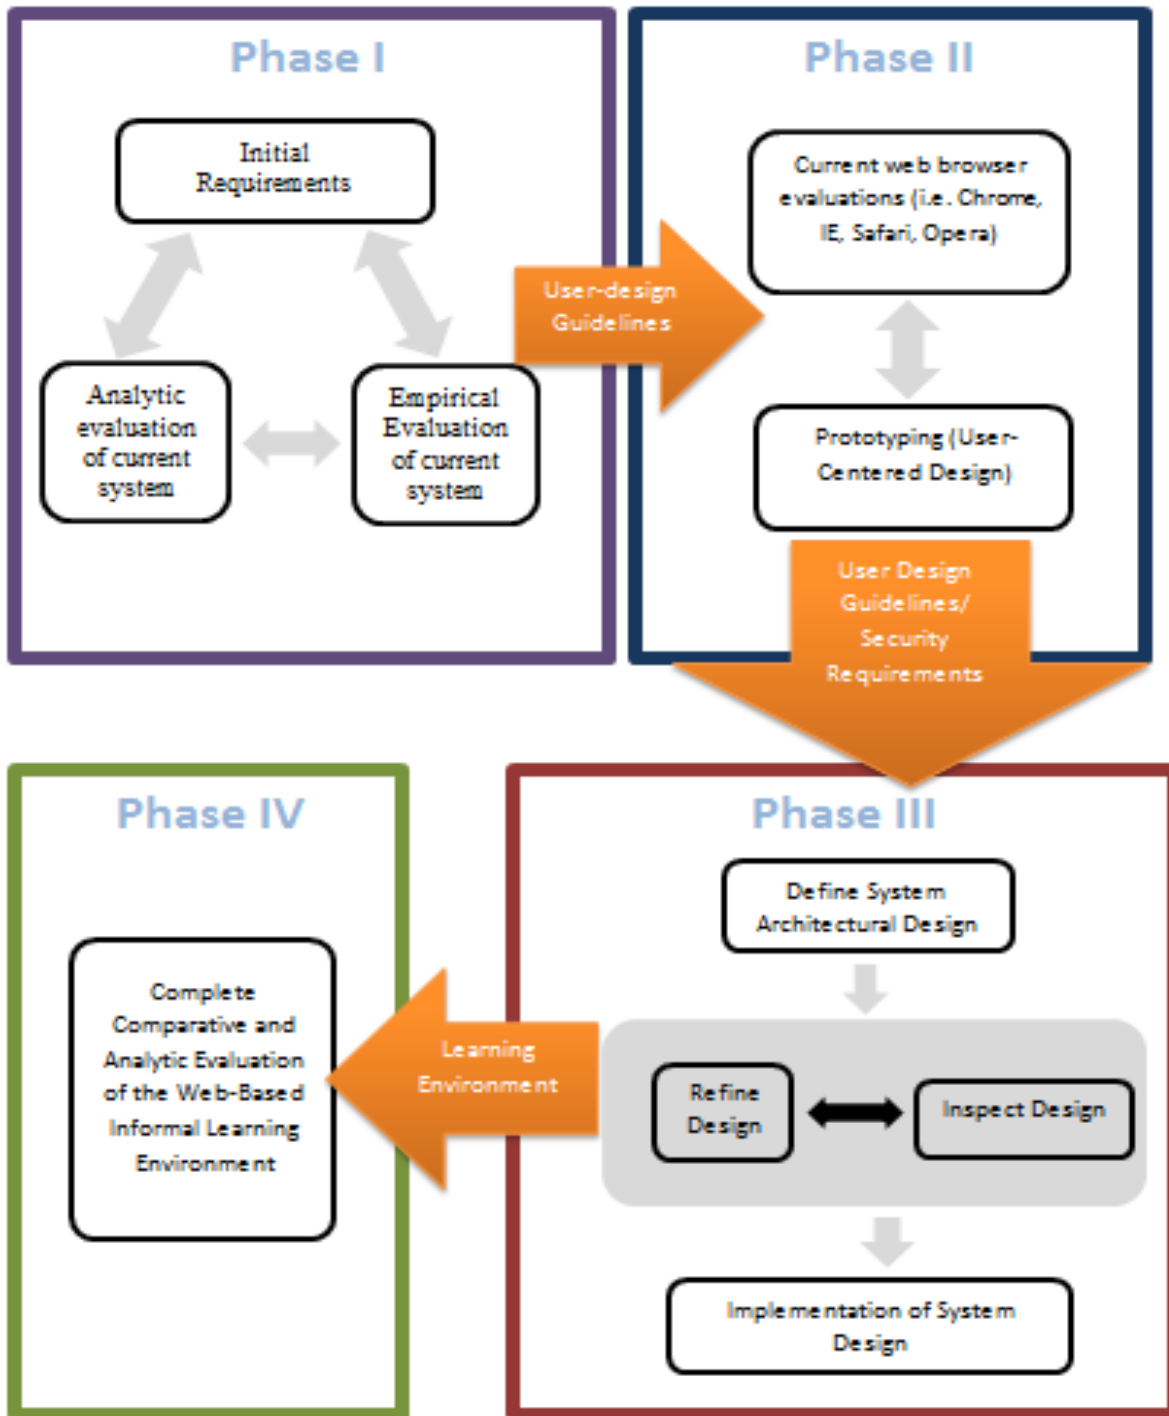 Phase I
Initial
Requirements
Analytic
evaluation
of current
system
Empirical
Evaluation
of current
system
User-design
Guidelines
Phase II
Current web browser
evaluations (i.e. Chrome,
IE, Safari, Opera)
Prototyping (User-
Centered Design)
User Design
Guidelines/
Security
Requirements
Phase III
Define System
Architectural Design
Refine
Design
Inspect Design
Implementation of System
Design
Learning
Environment
Phase IV
Complete
Comparative and
Analytic Evaluation
of the Web-Based
Informal Learning
Environment